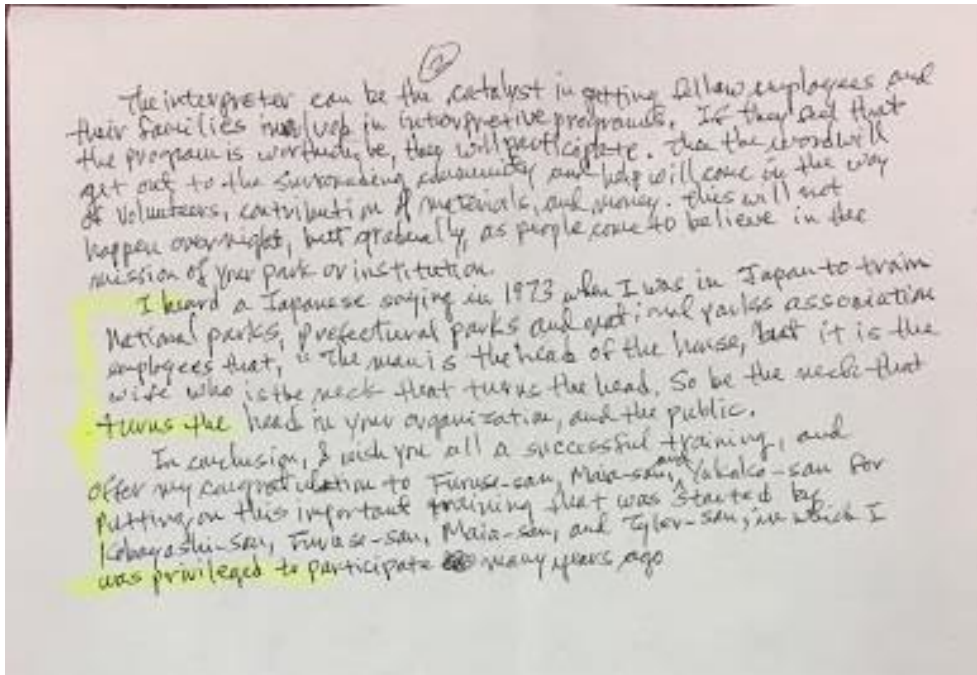 2
The interpreter can be the catalyst in getting fellow employees and
their families involved in interpretive programs. If they feel that
the program is worthwhile, they will participate. Then the word will
get out to the surrounding community and help will come in the way
of volunteers, contribution of materials, and money. This will not
happen overnight, but gradually, as people come to believe in the
mission of your park or institution.
I heard a Japanese saying in 1973 when I was in Japan to train
National parks, prefectural parks and national parks association
employees that, "The man is the head of the house, but it is the
wife who is the neck that turns the head. So be the neck that
turns the head in your organization, and the public.
In conclusion, I wish you all a successful training, and
offer my congratulation to Furuse-san, Maia-san, and -san for
putting on this important training that was started by
Kobayashi-san, Furuse-san, Maia-san, and Tyler-san, in which I
was privileged to participate many years ago